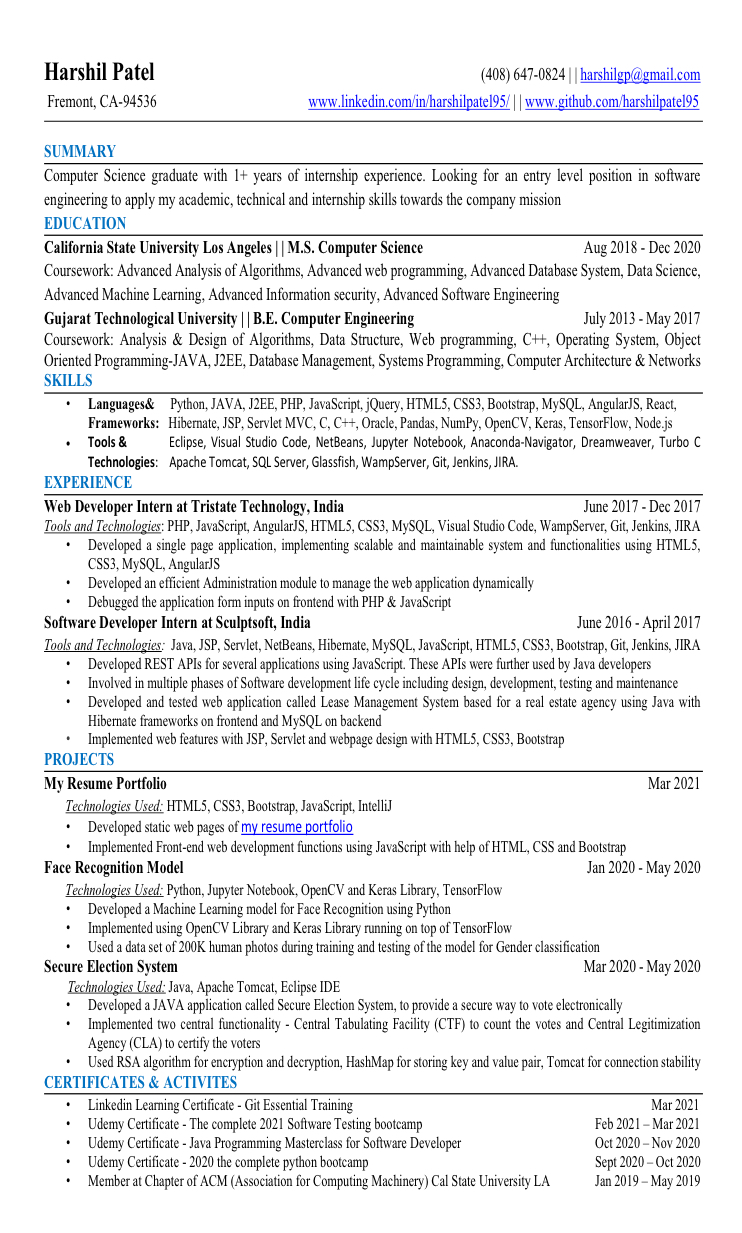 Harshil Patel (408) 647-0824 || harshilgp@gmail.com
Fremont, CA-94536 www.linkedin.com/in/harshilpatel95/ || www.github.com/harshilpatel95
SUMMARY
Computer Science graduate with 1+ years of internship experience. Looking for an entry level position in software
engineering to apply my academic, technical and internship skills towards the company mission
EDUCATION
California State University Los Angeles || M.S. Computer Science Aug 2018 - Dec 2020
Coursework: Advanced Analysis of Algorithms, Advanced web programming, Advanced Database System, Data Science,
Advanced Machine Learning, Advanced Information security, Advanced Software Engineering
Gujarat Technological University || B.E. Computer Engineering July 2013 - May 2017
Coursework: Analysis & Design of Algorithms, Data Structure, Web programming, C++, Operating System, Object
Oriented Programming-JAVA, J2EE, Database Management, Systems Programming, Computer Architecture & Networks
SKILLS
• Languages& Python, JAVA, J2EE, PHP, JavaScript, jQuery, HTML5, CSS3, Bootstrap, MySQL, AngularJS, React,
Frameworks: Hibernate, JSP, Servlet MVC, C, C++, Oracle, Pandas, NumPy, OpenCV, Keras, TensorFlow, Node.js
• Tools & Eclipse, Visual Studio Code, NetBeans, Jupyter Notebook, Anaconda-Navigator, Dreamweaver, Turbo C
Technologies: Apache Tomcat, SQL Server, Glassfish, WampServer, Git, Jenkins, JIRA.
EXPERIENCE
Web Developer Intern at Tristate Technology, India June 2017 - Dec 2017
Tools and Technologies: PHP, JavaScript, AngularJS, HTML5, CSS3, MySQL, Visual Studio Code, WampServer, Git, Jenkins, JIRA
• Developed a single page application, implementing scalable and maintainable system and functionalities using HTML5,
CSS3, MySQL, AngularJS
• Developed an efficient Administration module to manage the web application dynamically
• Debugged the application form inputs on frontend with PHP & JavaScript
Software Developer Intern at Sculptsoft, India June 2016 - April 2017
Tools and Technologies: Java, JSP, Servlet, NetBeans, Hibernate, MySQL, JavaScript, HTML5, CSS3, Bootstrap, Git, Jenkins, JIRA
• Developed REST APIs for several applications using JavaScript. These APIs were further used by Java developers
• Involved in multiple phases of Software development life cycle including design, development, testing and maintenance
• Developed and tested web application called Lease Management System based for a real estate agency using Java with
Hibernate frameworks on frontend and MySQL on backend
• Implemented web features with JSP, Servlet and webpage design with HTML5, CSS3, Bootstrap
PROJECTS
My Resume Portfolio Mar 2021
Technologies Used: HTML5, CSS3, Bootstrap, JavaScript, IntelliJ
• Developed static web pages of my resume portfolio
• Implemented Front-end web development functions using JavaScript with help of HTML, CSS and Bootstrap
Face Recognition Model Jan 2020 - May 2020
Technologies Used: Python, Jupyter Notebook, OpenCV and Keras Library, TensorFlow
• Developed a Machine Learning model for Face Recognition using Python
• Implemented using OpenCV Library and Keras Library running on top of TensorFlow
• Used a data set of 200K human photos during training and testing of the model for Gender classification
Secure Election System Mar 2020 - May 2020
Technologies Used: Java, Apache Tomcat, Eclipse IDE
• Developed a JAVA application called Secure Election System, to provide a secure way to vote electronically
• Implemented two central functionality - Central Tabulating Facility (CTF) to count the votes and Central Legitimization
Agency (CLA) to certify the voters
• Used RSA algorithm for encryption and decryption, HashMap for storing key and value pair, Tomcat for connection stability
CERTIFICATES & ACTIVITES
• Linkedin Learning Certificate - Git Essential Training Mar 2021
• Udemy Certificate - The complete 2021 Software Testing bootcamp Feb 2021 – Mar 2021
• Udemy Certificate - Java Programming Masterclass for Software Developer Oct 2020 – Nov 2020
• Udemy Certificate - 2020 the complete python bootcamp Sept 2020 – Oct 2020
• Member at Chapter of ACM (Association for Computing Machinery) Cal State University LA Jan 2019 – May 2019